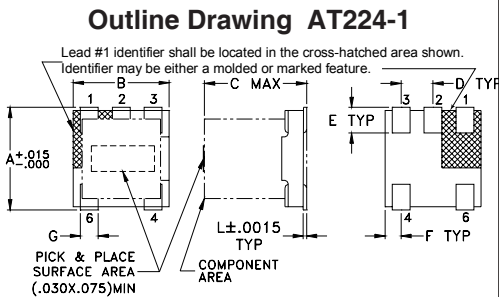 Outline Drawing AT224-1
Lead #1 identifier shall be located in the cross-hatched area shown.
Identifier may be either a molded or marked feature.
B
C MAX
D TYP
1 2 3
3 2 1
E TYP
A+.015
-.000
6 4
4 6
G
L±.0015
TYP
F TYP
PICK & PLACE
SURFACE AREA
(.030X.075)MIN
COMPONENT
AREA